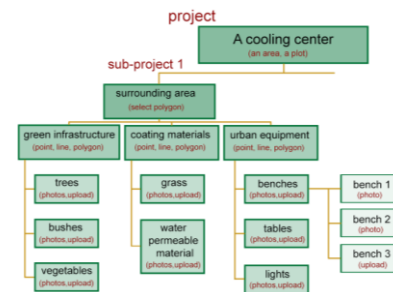 project
A cooling center
(an area, a plot)
sub-project 1
surrounding area
(select polygon)
green infrastructure
(point, line, polygon)
coating materials
(point, line, polygon)
urban equipment
(point, line, polygon)
trees
(photos,upload)
grass
(photos,upload)
benches
(photos,upload)
bench 1
(photo)
bushes
(photos,upload)
water
permeable
material
(photos,upload)
tables
(photos,upload)
bench 2
(photo)
vegetables
(photos,upload)
lights
(photos,upload)
bench 3
(upload)